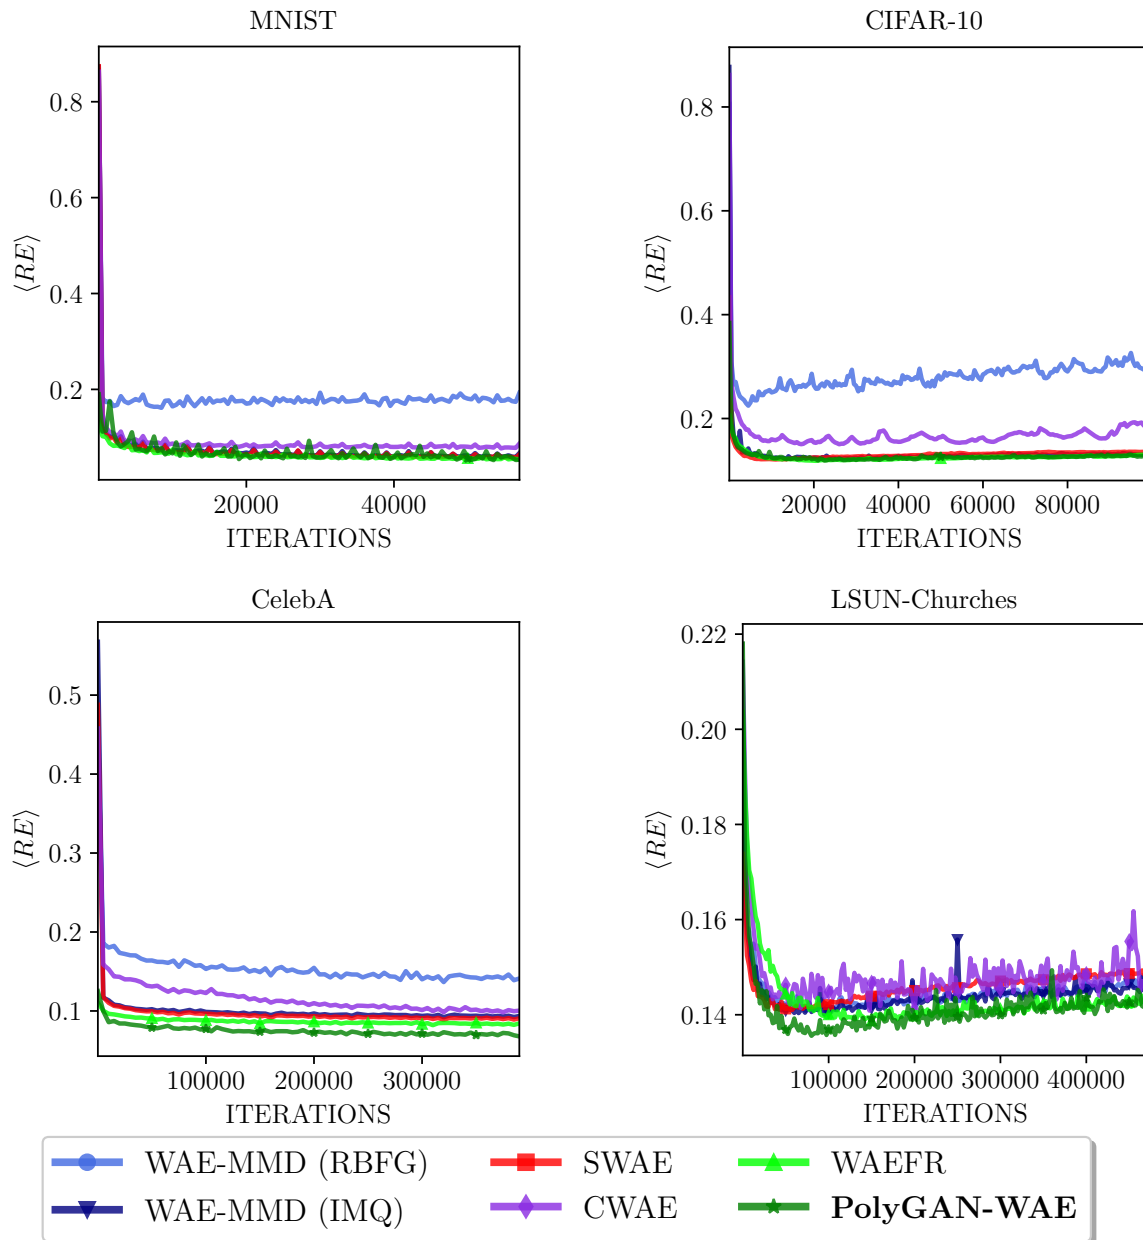 MNIST
0.8
0.6
0.4
0.2
⟨RE⟩
20000 40000
ITERATIONS
CIFAR-10
0.8
0.6
0.4
0.2
⟨RE⟩
20000 40000 60000 80000
ITERATIONS
CelebA
0.5
0.4
0.3
0.2
0.1
⟨RE⟩
100000 200000 300000
ITERATIONS
LSUN-Churches
0.22
0.20
0.18
0.16
0.14
⟨RE⟩
100000 200000 300000 400000
ITERATIONS
WAE-MMD (RBFG) SWAE WAEFR
WAE-MMD (IMQ) CWAE PolyGAN-WAE